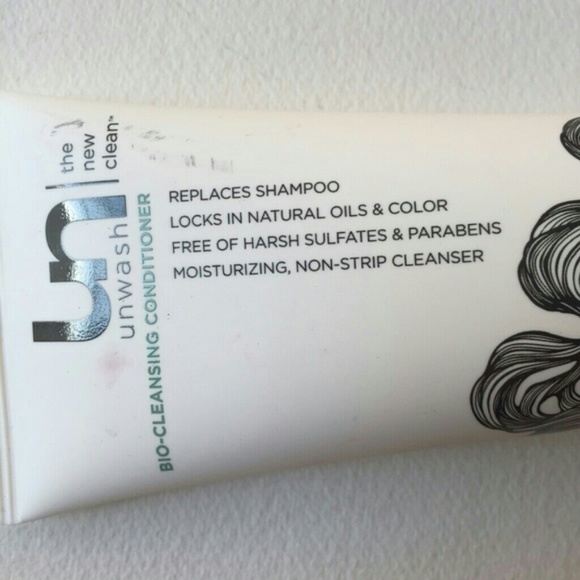 un
the
new
clean™
unwash
BIO-CLEANSING CONDITIONER
REPLACES SHAMPOO
LOCKS IN NATURAL OILS & COLOR
FREE OF HARSH SULFATES & PARABENS
MOISTURIZING, NON-STRIP CLEANSER